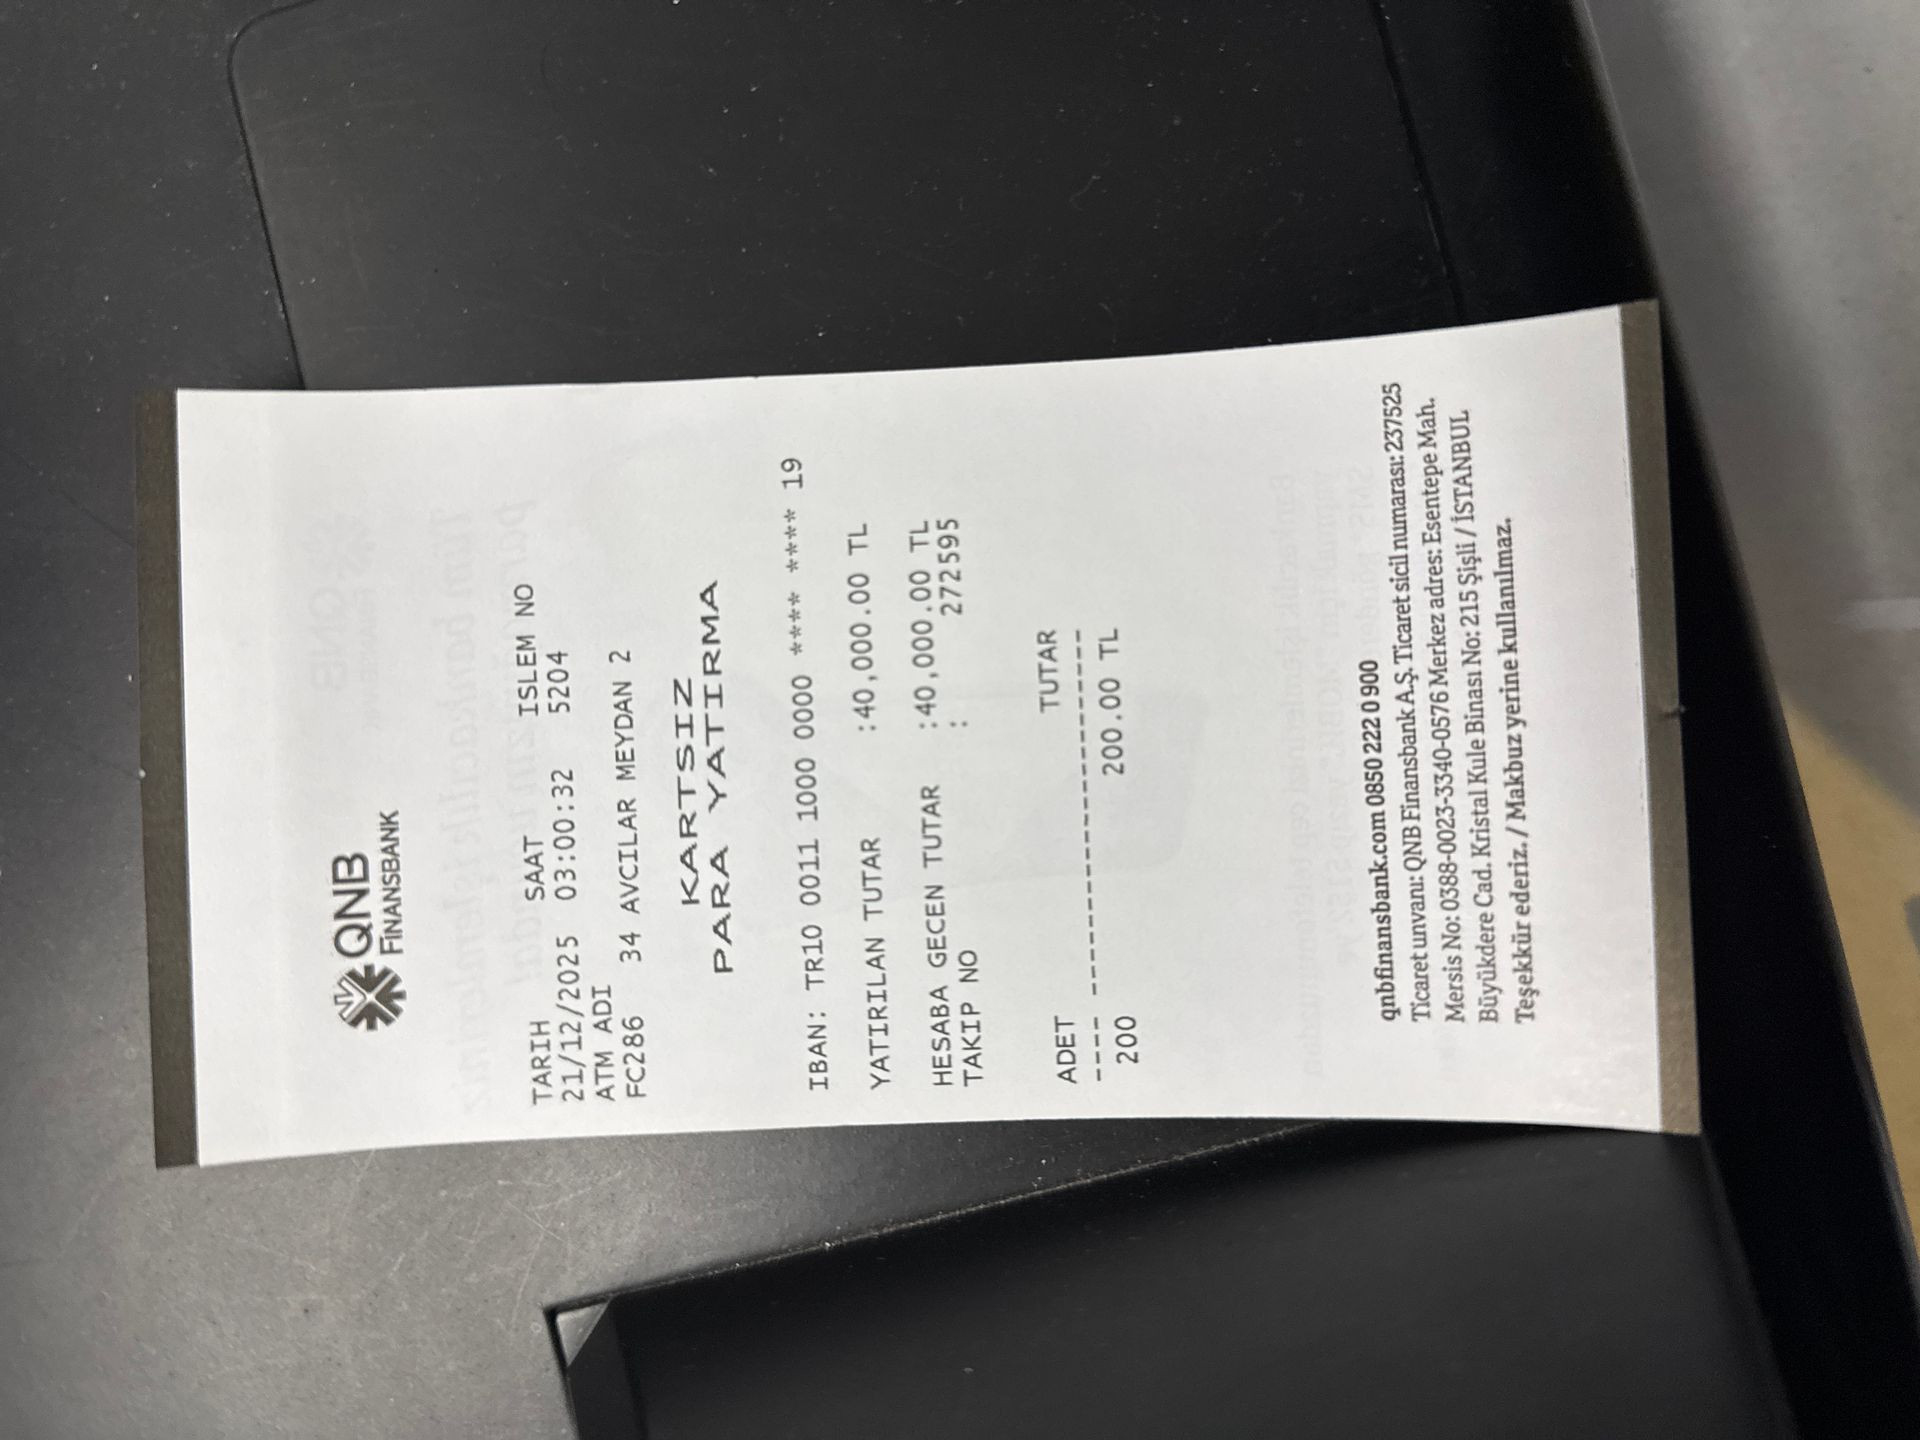 QNB
FİNANSBANK
TARIH SAAT ISLEM NO
21/12/2025 03:00:32 5204
ATM ADI
FC286 34 AVCILAR MEYDAN 2
KARTSIZ
PARA YATIRMA
IBAN: TR10 0011 1000 0000 **** **** 19
YATIRILAN TUTAR :40,000.00 TL
HESABA GECEN TUTAR :40,000.00 TL
TAKIP NO : 272595
ADET TUTAR
---- ----------------------
200 200.00 TL
qnbfinansbank.com 0850 222 0 900
Ticaret unvanı: QNB Finansbank A.Ş. Ticaret sicil numarası: 237525
Mersis No: 0388-0023-3340-0576 Merkez adres: Esentepe Mah.
Büyükdere Cad. Kristal Kule Binası No: 215 Şişli / İSTANBUL
Teşekkür ederiz. / Makbuz yerine kullanılmaz.